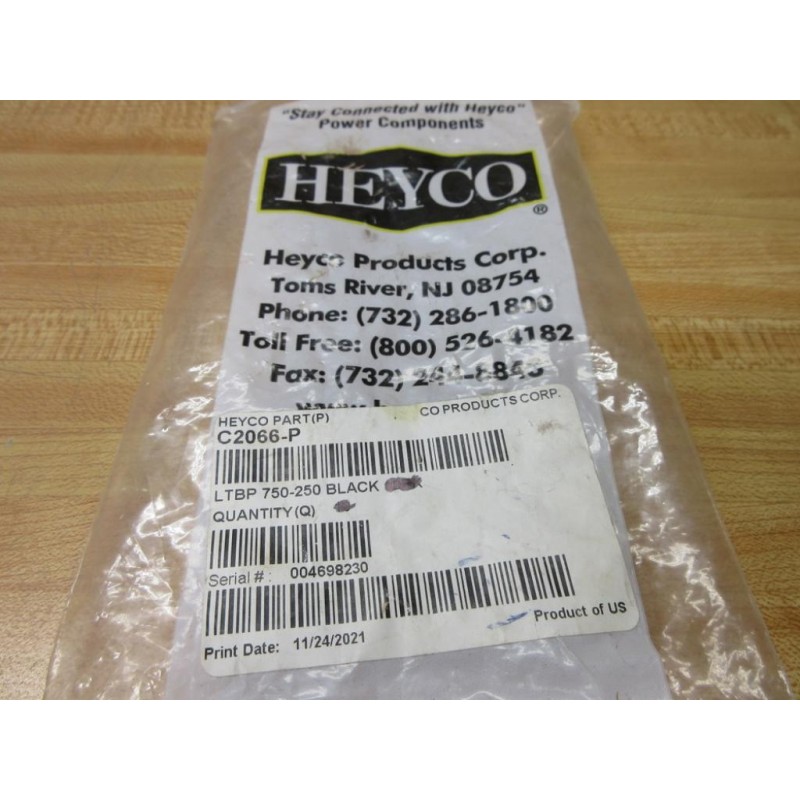 "Stay Connected with Heyco"
Power Components
HEYCO®
Heyco Products Corp.
Toms River, NJ 08754
Phone: (732) 286-1800
Toll Free: (800) 526-4182
Fax: (732) 244-8843
HEYCO PART(P)
CO PRODUCTS CORP.
C2066-P
LTBP 750-250 BLACK
QUANTITY(Q)
Serial #: 004698230
Product of US
Print Date: 11/24/2021